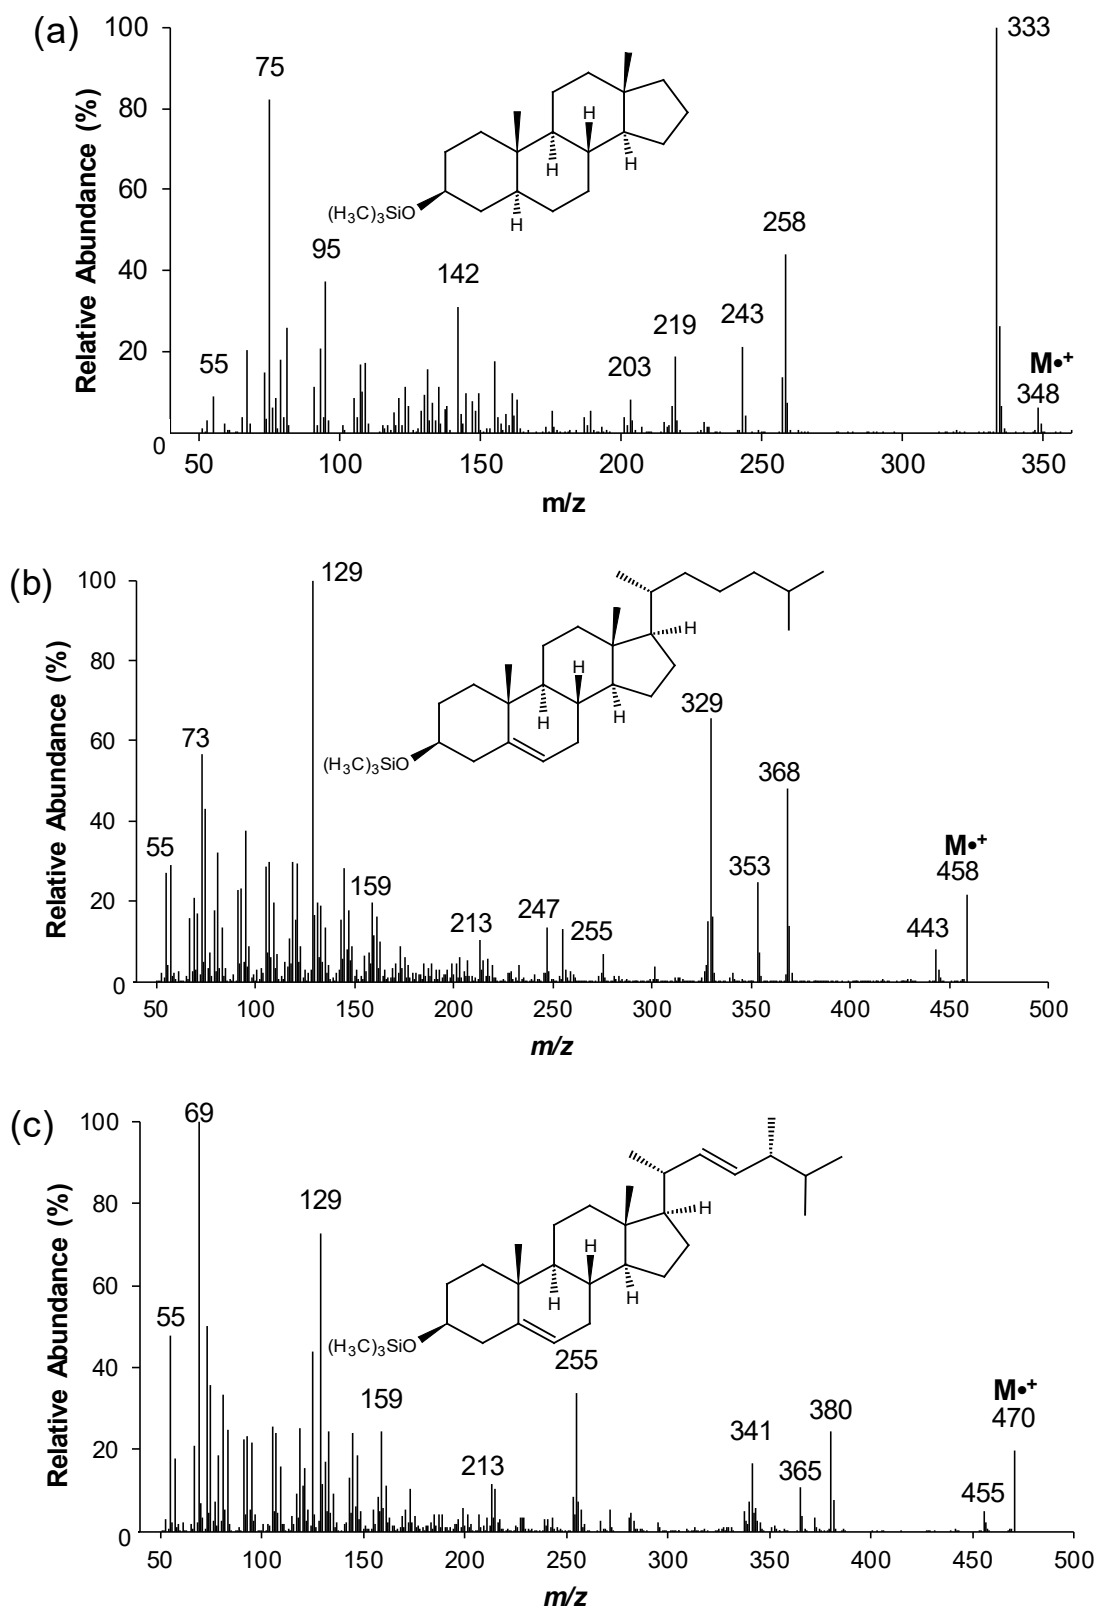 (a)
Relative Abundance (%)
100
80
60
40
20
0
333
75
95
142
55
203
219
243
258
M•+
348
H
H
H
(H3C)3SiO
50 100 150 200 250 300 350
m/z
(b)
Relative Abundance (%)
100
80
60
40
20
0
129
73
55
159
213
247
255
329
353
368
M•+
458
443
H
H
H
H
(H3C)3SiO
50 100 150 200 250 300 350 400 450 500
m/z
(c)
Relative Abundance (%)
100
80
60
40
20
0
69
129
55
159
213
255
341
365
380
M•+
470
455
H
H
H
H
(H3C)3SiO
50 100 150 200 250 300 350 400 450 500
m/z